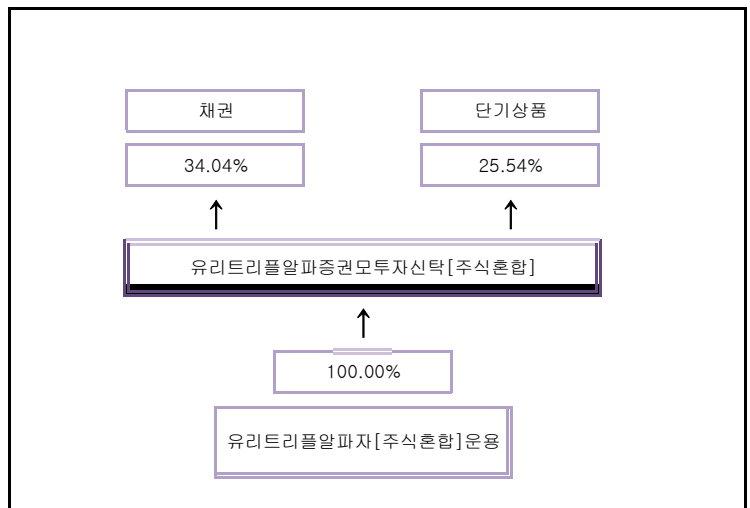 채권
단기상품
34.04%
25.54%
유리트리플알파증권모투자신탁[주식혼합]
100.00%
유리트리플알파자[주식혼합]운용